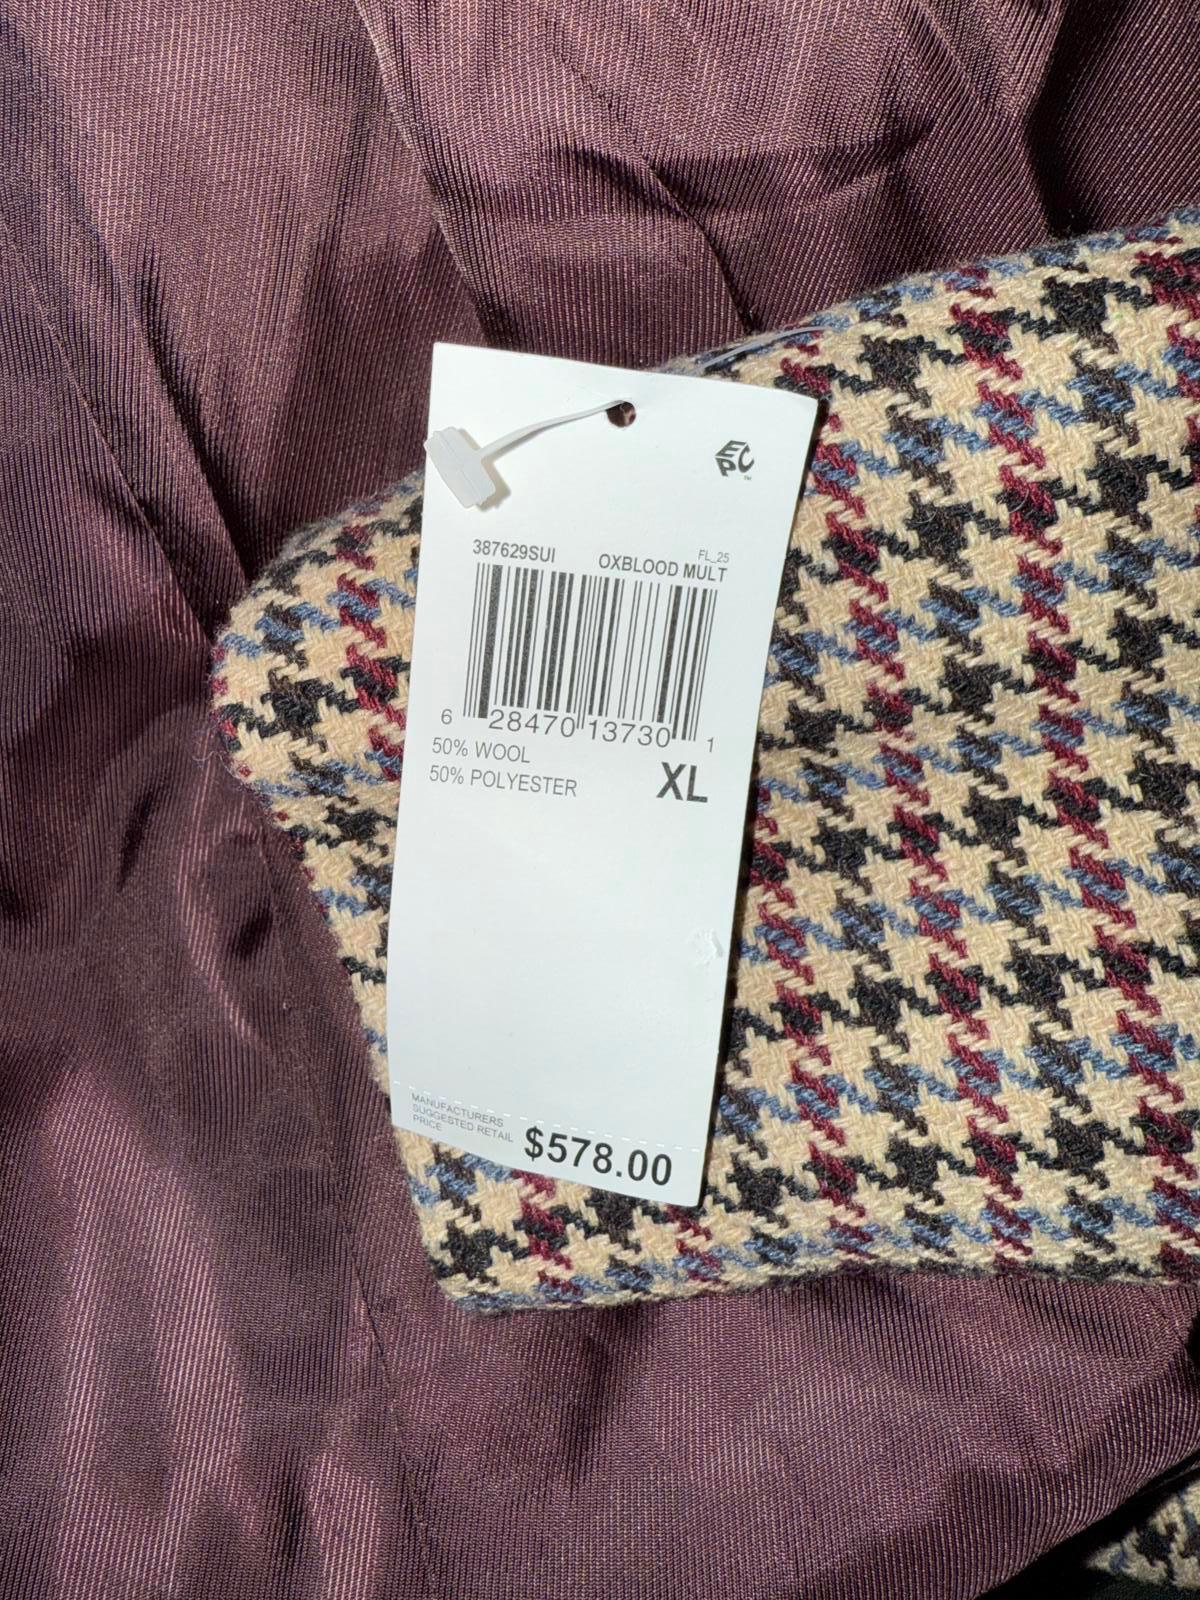 EPC
TM
387629SUI OXBLOOD MULT
FL_25
6 28470 13730 1
50% WOOL
50% POLYESTER
XL
MANUFACTURERS
SUGGESTED RETAIL
PRICE
$578.00